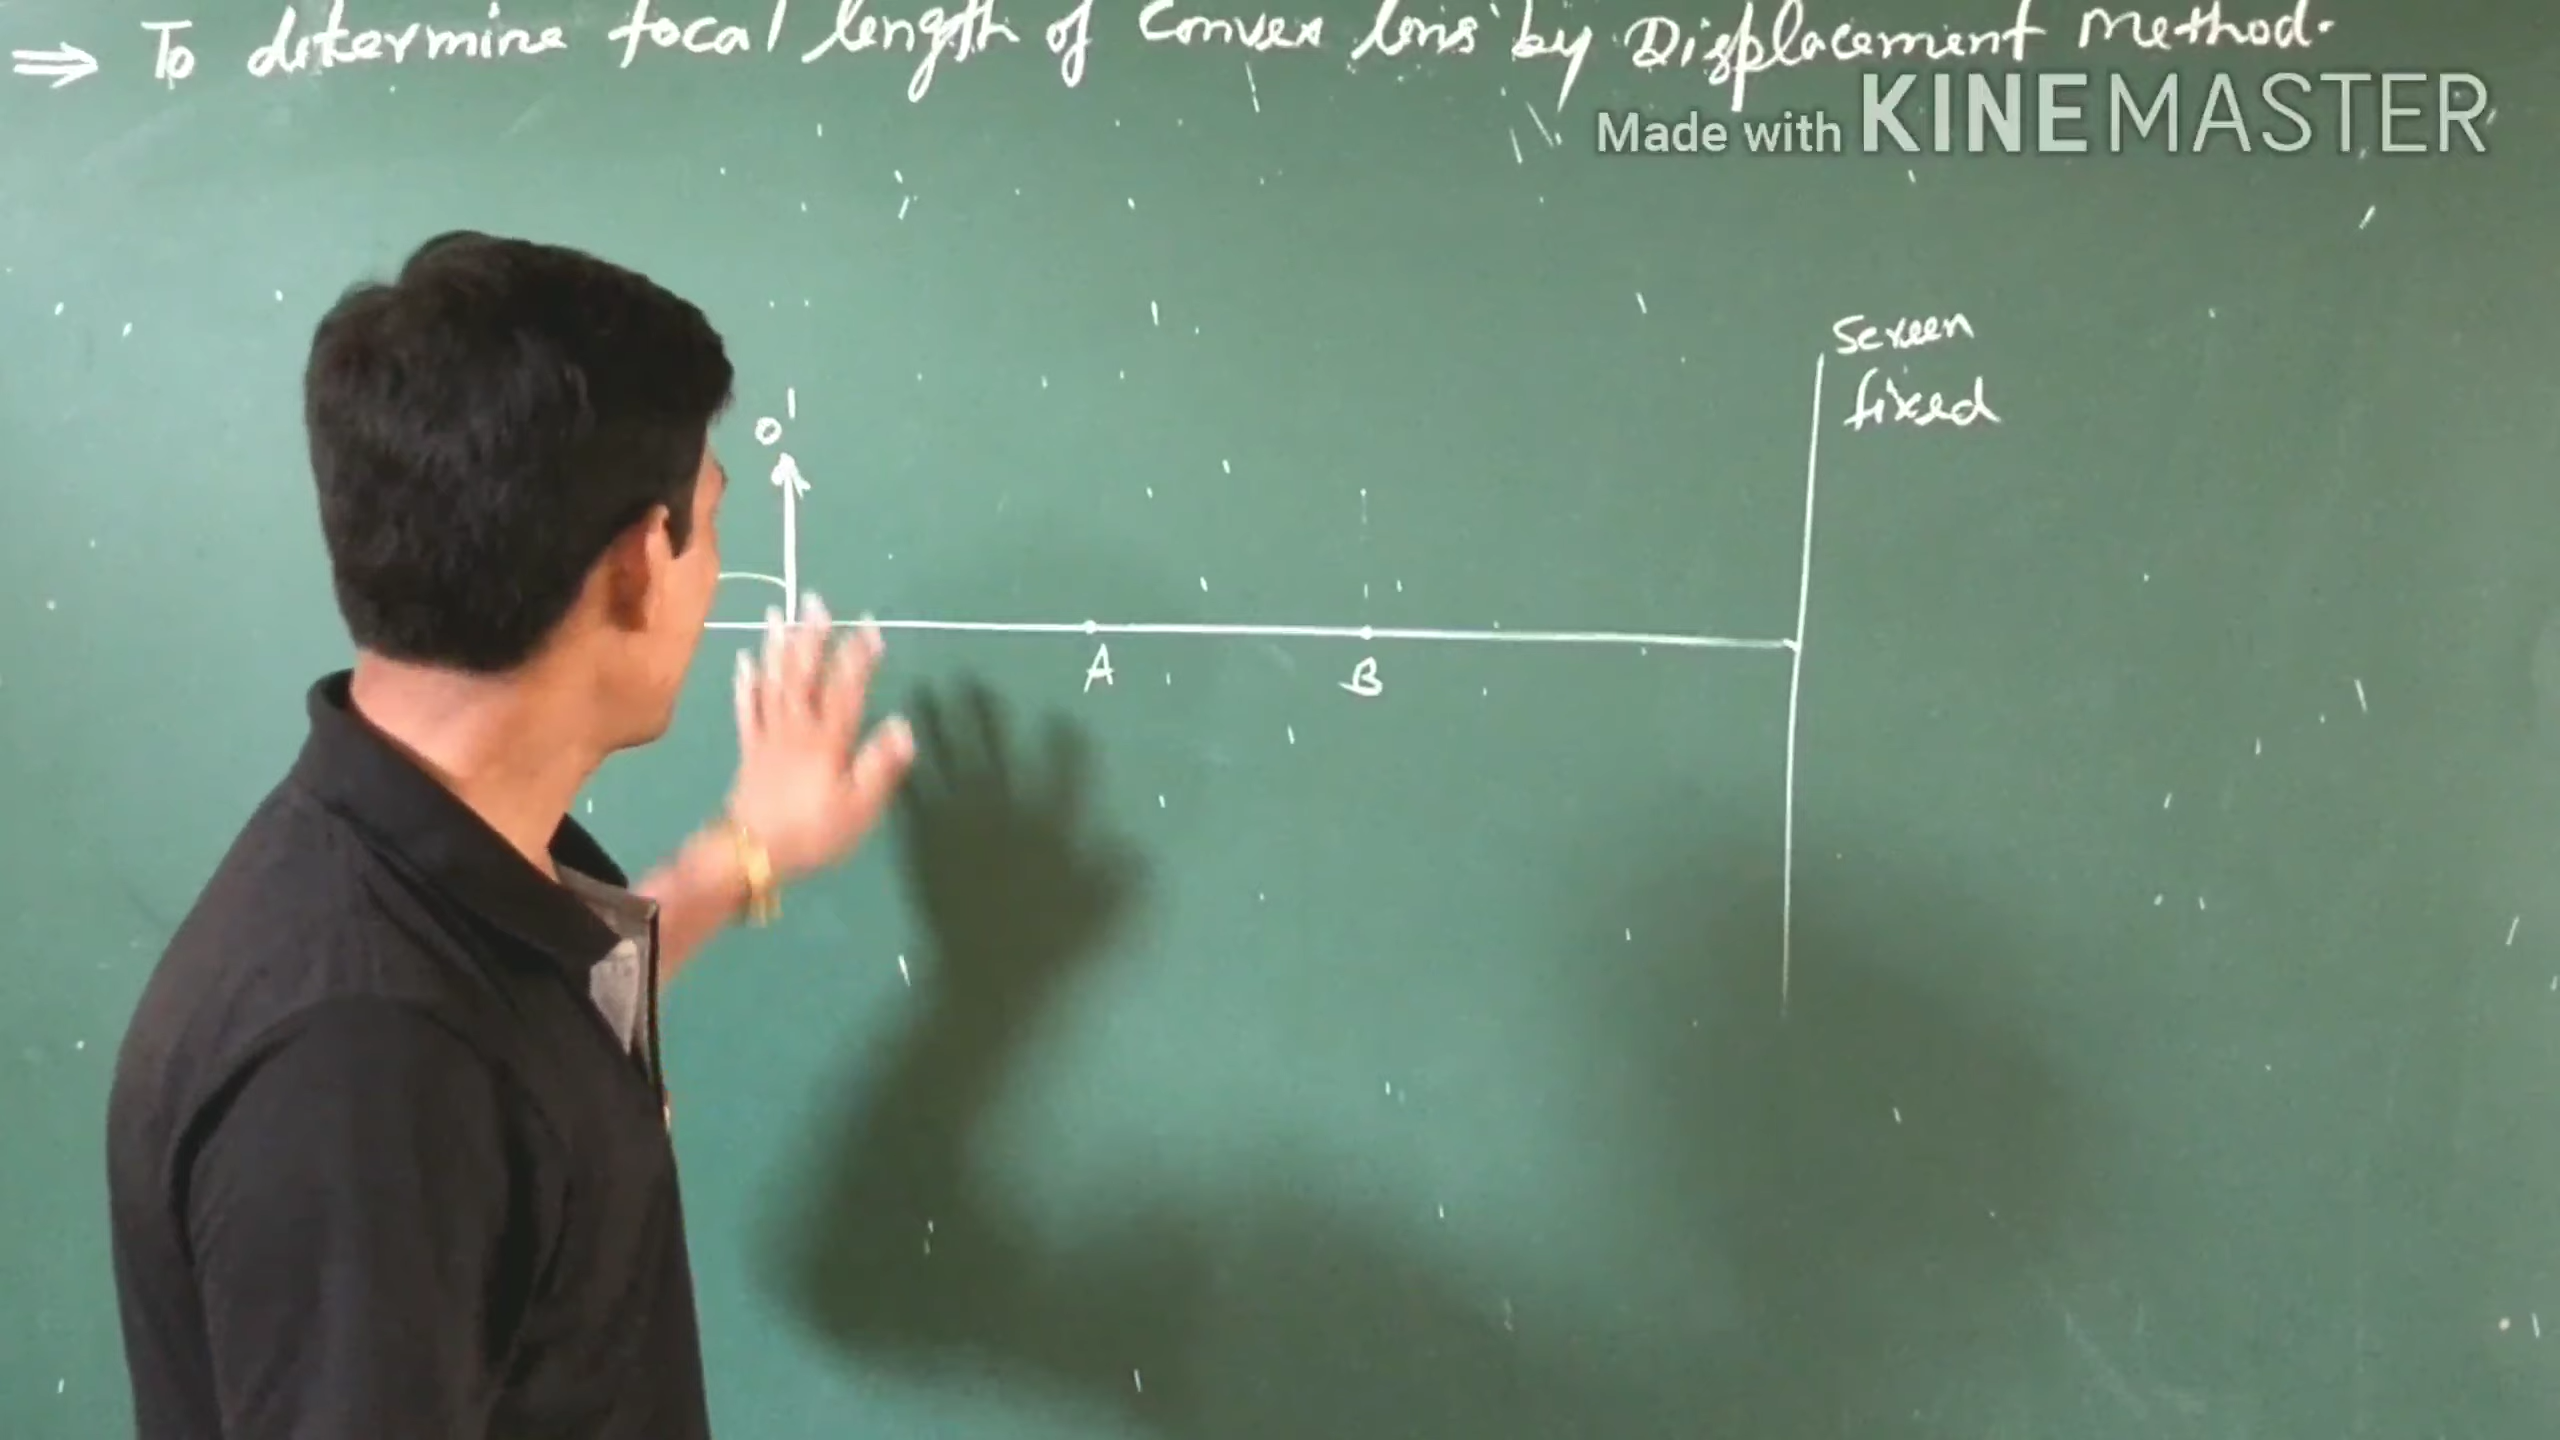 ⇒ To determine focal length of Convex lens by Displacement Method.
Made with KINEMASTER
Screen
fixed
O'
A
B